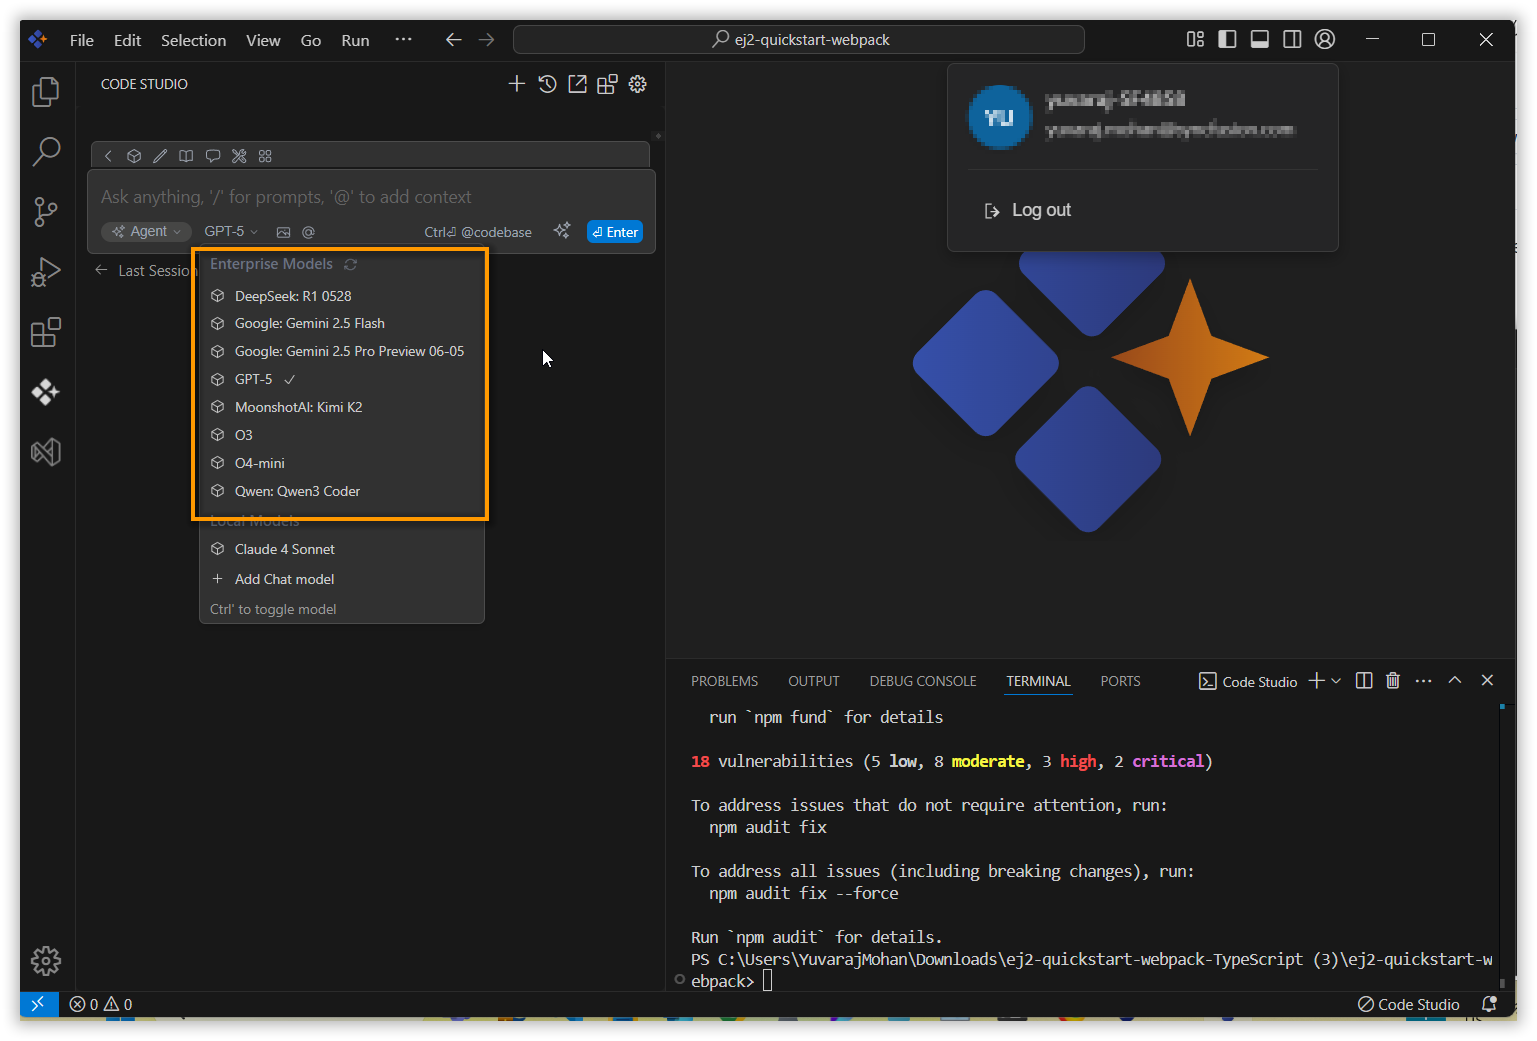 File Edit Selection View Go Run ···
ej2-quickstart-webpack
CODE STUDIO
YU
Log out
Ask anything, '/' for prompts, '@' to add context
Agent GPT-5 Ctrl⏎ @codebase ⏎ Enter
Last Session
Enterprise Models
DeepSeek: R1 0528
Google: Gemini 2.5 Flash
Google: Gemini 2.5 Pro Preview 06-05
GPT-5
MoonshotAI: Kimi K2
O3
O4-mini
Qwen: Qwen3 Coder
Local Models
Claude 4 Sonnet
+ Add Chat model
Ctrl' to toggle model
PROBLEMS OUTPUT DEBUG CONSOLE TERMINAL PORTS Code Studio
run `npm fund` for details
18 vulnerabilities (5 low, 8 moderate, 3 high, 2 critical)
To address issues that do not require attention, run:
npm audit fix
To address all issues (including breaking changes), run:
npm audit fix --force
Run `npm audit` for details.
PS C:\Users\YuvarajMohan\Downloads\ej2-quickstart-webpack-TypeScript (3)\ej2-quickstart-w
ebpack>
0 0 Code Studio